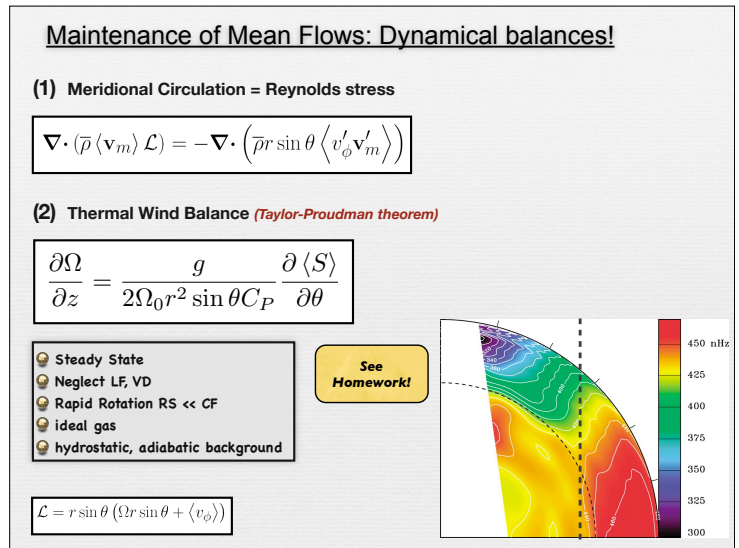 Maintenance of Mean Flows: Dynamical balances!
(1) Meridional Circulation = Reynolds stress
∇· (ρ̅ ⟨v_m⟩ ℒ) = −∇· (ρ̅ r sin θ ⟨v′_ϕ v′_m⟩)
(2) Thermal Wind Balance (Taylor-Proudman theorem)
∂Ω/∂z = g/(2Ω₀r² sin θ C_P) ∂⟨S⟩/∂θ
Steady State
Neglect LF, VD
Rapid Rotation RS << CF
ideal gas
hydrostatic, adiabatic background
See
Homework!
450 nHz
425
400
375
350
325
300
ℒ = r sin θ (Ωr sin θ + ⟨v_ϕ⟩)